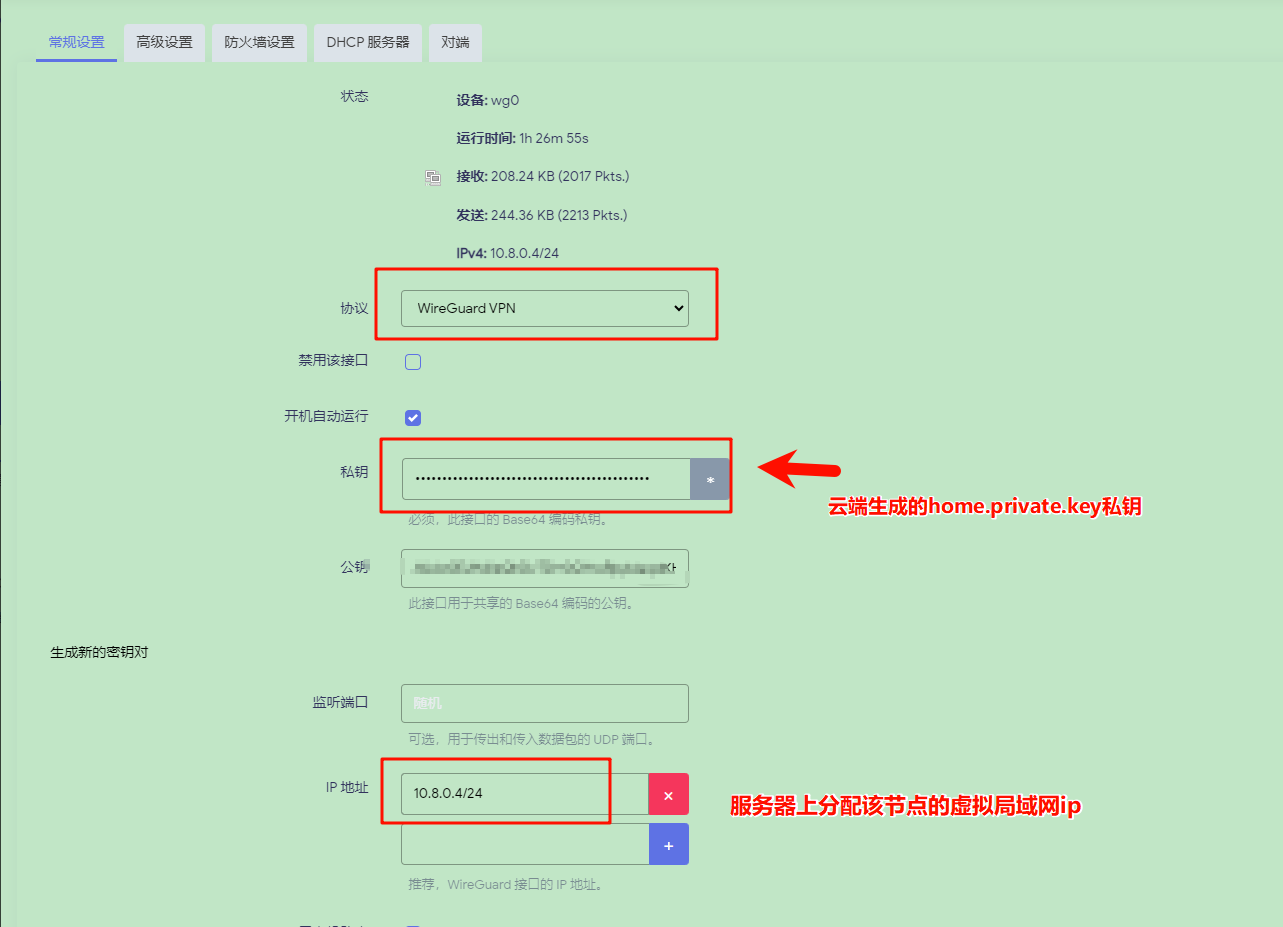 常规设置 高级设置 防火墙设置 DHCP 服务器 对端
状态
设备: wg0
运行时间: 1h 26m 55s
接收: 208.24 KB (2017 Pkts.)
发送: 244.36 KB (2213 Pkts.)
IPv4: 10.8.0.4/24
协议 WireGuard VPN
禁用该接口
开机自动运行
私钥 *
云端生成的home.private.key私钥
必须，此接口的 Base64 编码私钥。
公钥
此接口用于共享的 Base64 编码的公钥。
生成新的密钥对
监听端口 随机
可选，用于传出和传入数据包的 UDP 端口。
IP 地址 10.8.0.4/24 ×
服务器上分配该节点的虚拟局域网ip
+
推荐，WireGuard 接口的 IP 地址。